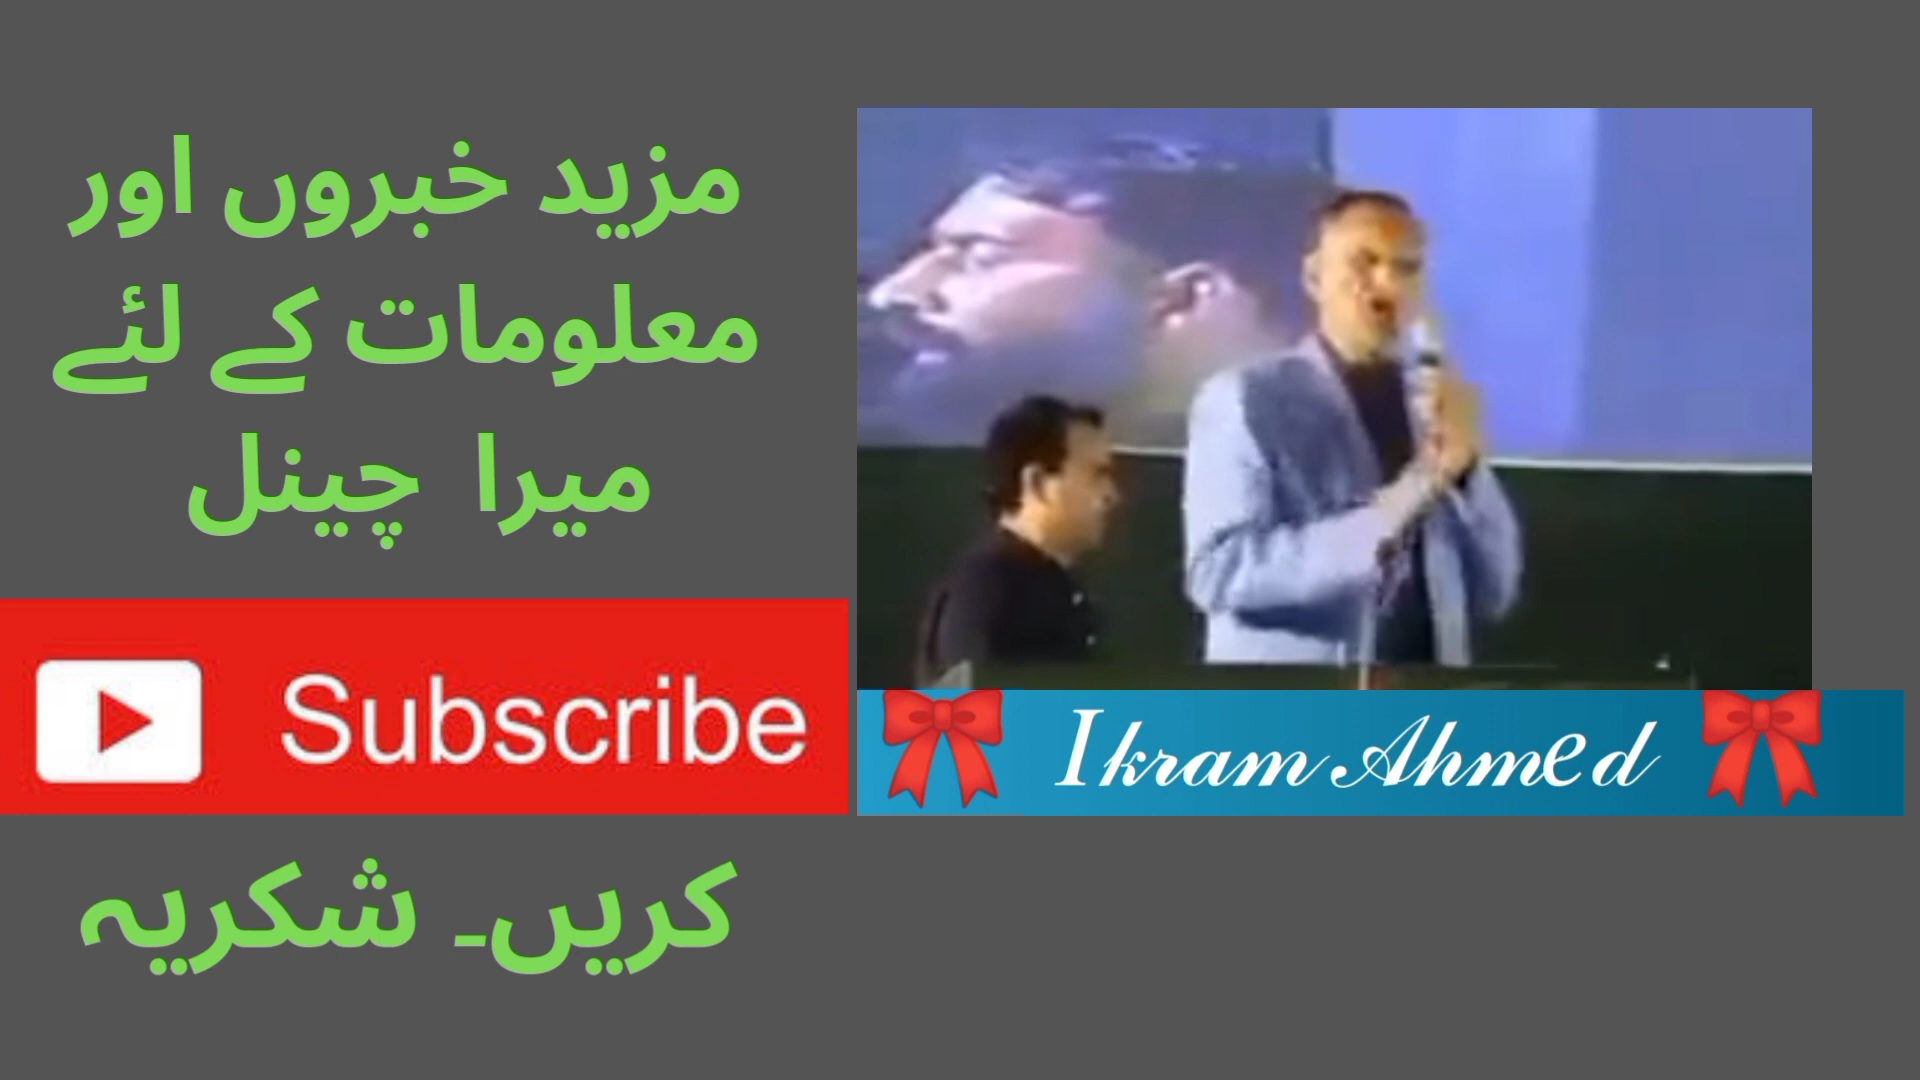 مزید خبروں اور
معلومات کے لئے
میرا چینل
Subscribe
کریں۔ شکریہ
Ikram Ahmed